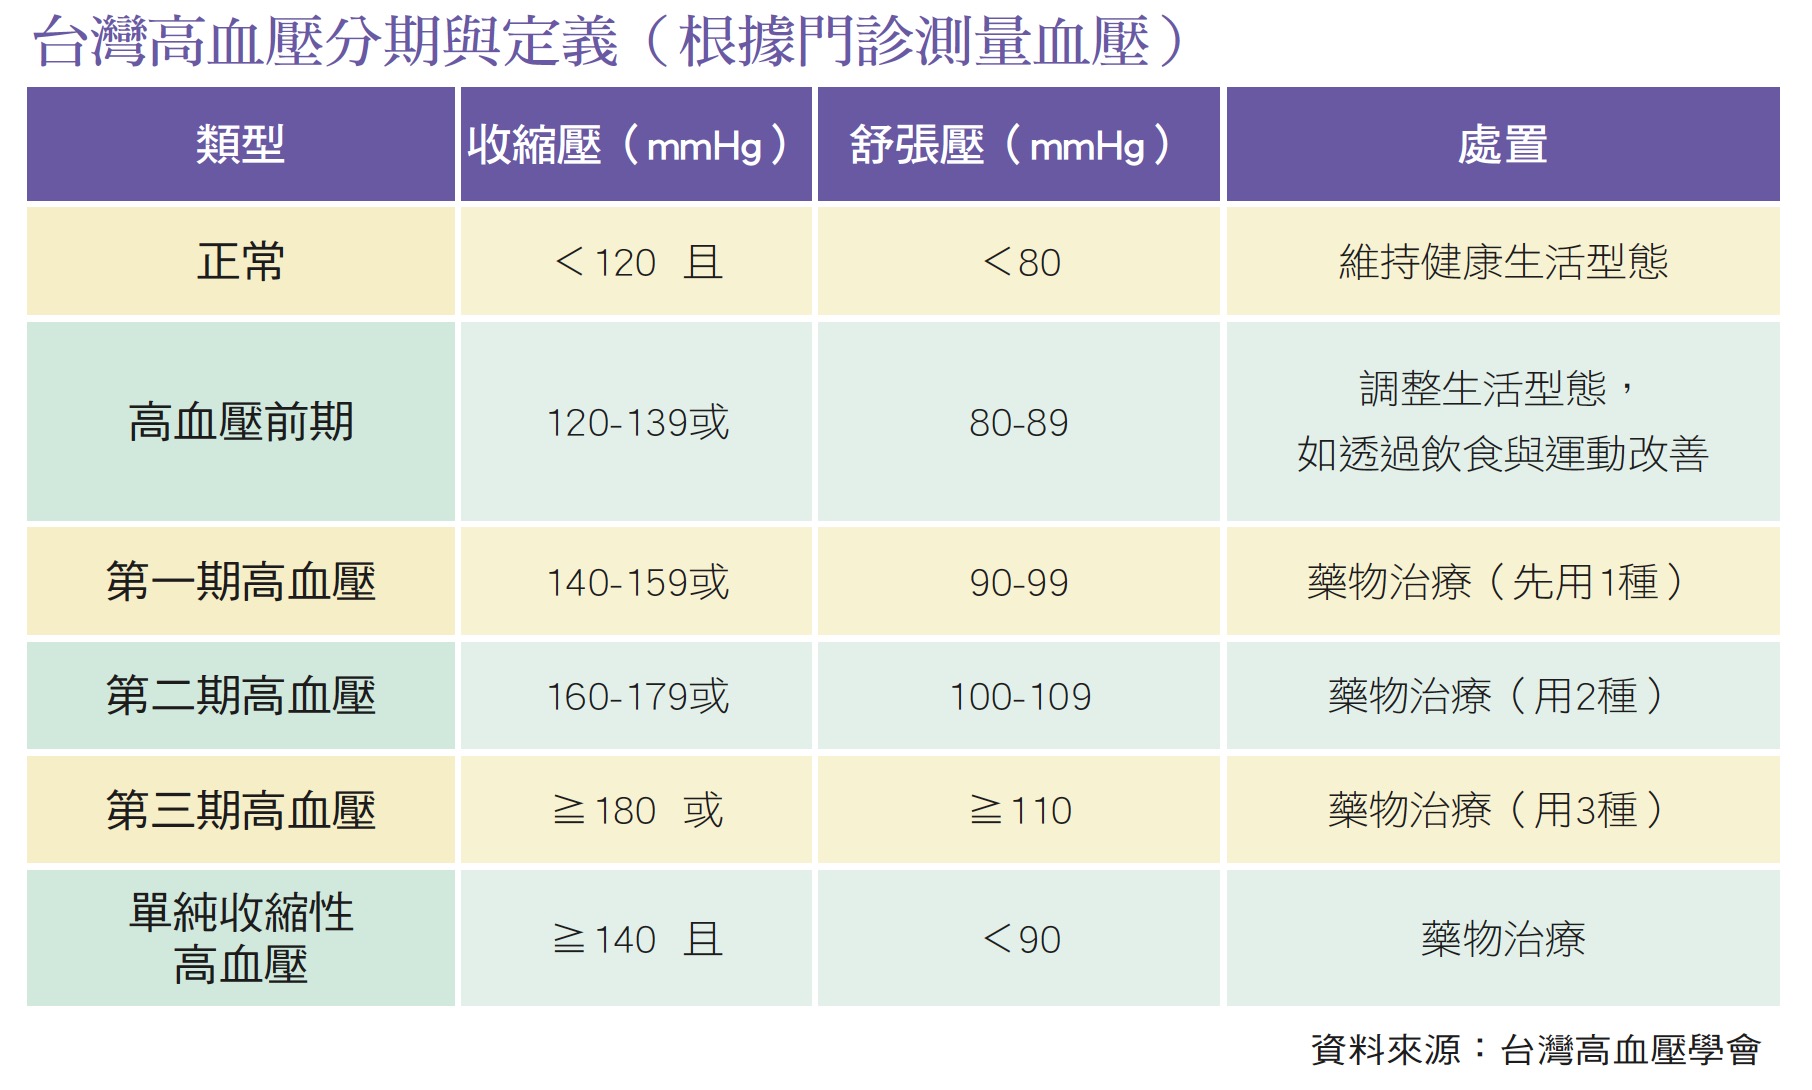 台灣高血壓分期與定義（根據門診測量血壓）
類型 收縮壓（mmHg） 舒張壓（mmHg） 處置
正常 ＜120 且 ＜80 維持健康生活型態
高血壓前期 120-139或 80-89 調整生活型態，
如透過飲食與運動改善
第一期高血壓 140-159或 90-99 藥物治療（先用1種）
第二期高血壓 160-179或 100-109 藥物治療（用2種）
第三期高血壓 ≧180 或 ≧110 藥物治療（用3種）
單純收縮性
高血壓 ≧140 且 ＜90 藥物治療
資料來源：台灣高血壓學會